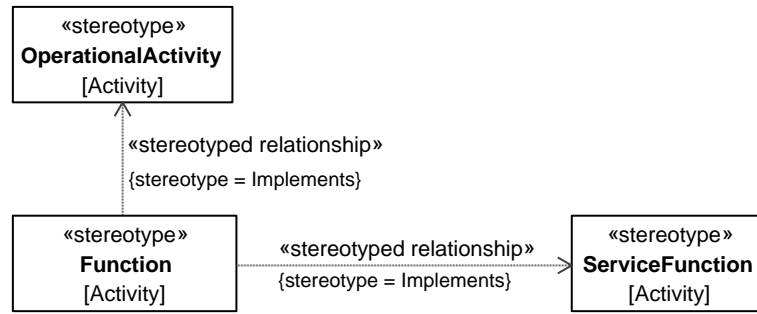 «stereotype»
OperationalActivity
[Activity]
«stereotyped relationship»
{stereotype = Implements}
«stereotype»
Function
[Activity]
«stereotyped relationship»
{stereotype = Implements}
«stereotype»
ServiceFunction
[Activity]